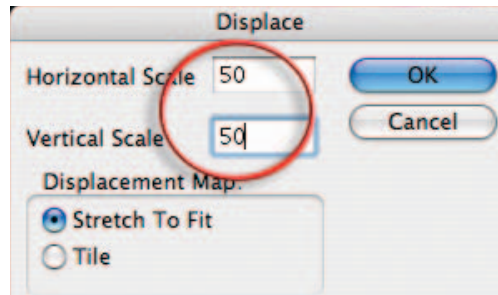 Displace
Horizontal Scale 50 OK
Vertical Scale 50 Cancel
Displacement Map:
Stretch To Fit
Tile